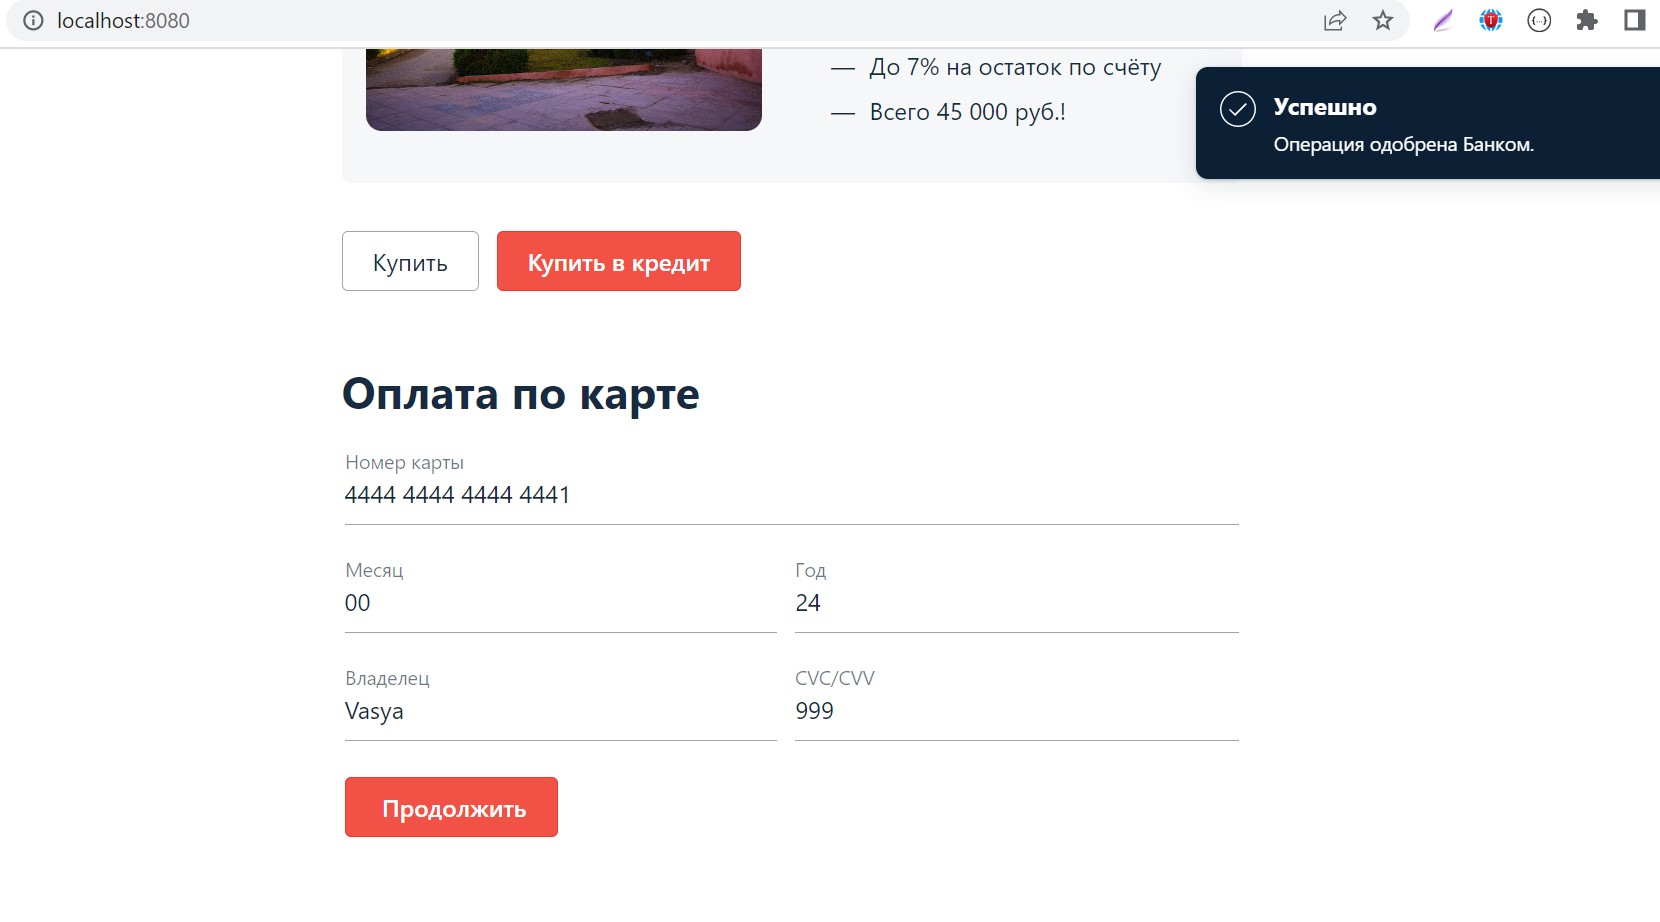 localhost:8080
— До 7% на остаток по счёту
— Всего 45 000 руб.!
Успешно
Операция одобрена Банком.
Купить
Купить в кредит
Оплата по карте
Номер карты
4444 4444 4444 4441
Месяц
00
Год
24
Владелец
Vasya
CVC/CVV
999
Продолжить